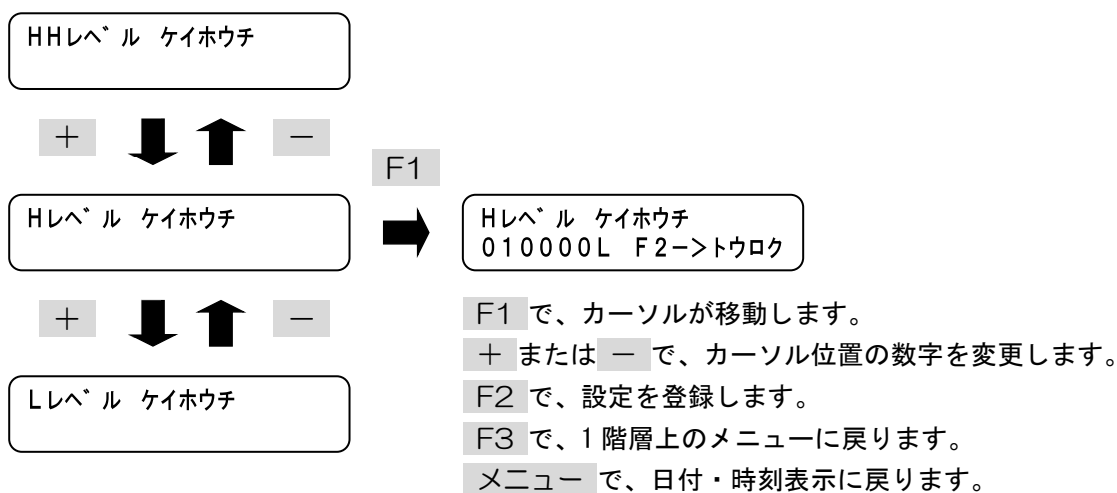 HHレベル ケイホウチ
+ -
F1
Hレベル ケイホウチ
Hレベル ケイホウチ
010000L F2->トウロク
+ -
Lレベル ケイホウチ
F1 で、カーソルが移動します。
+ または - で、カーソル位置の数字を変更します。
F2 で、設定を登録します。
F3 で、1階層上のメニューに戻ります。
メニュー で、日付・時刻表示に戻ります。